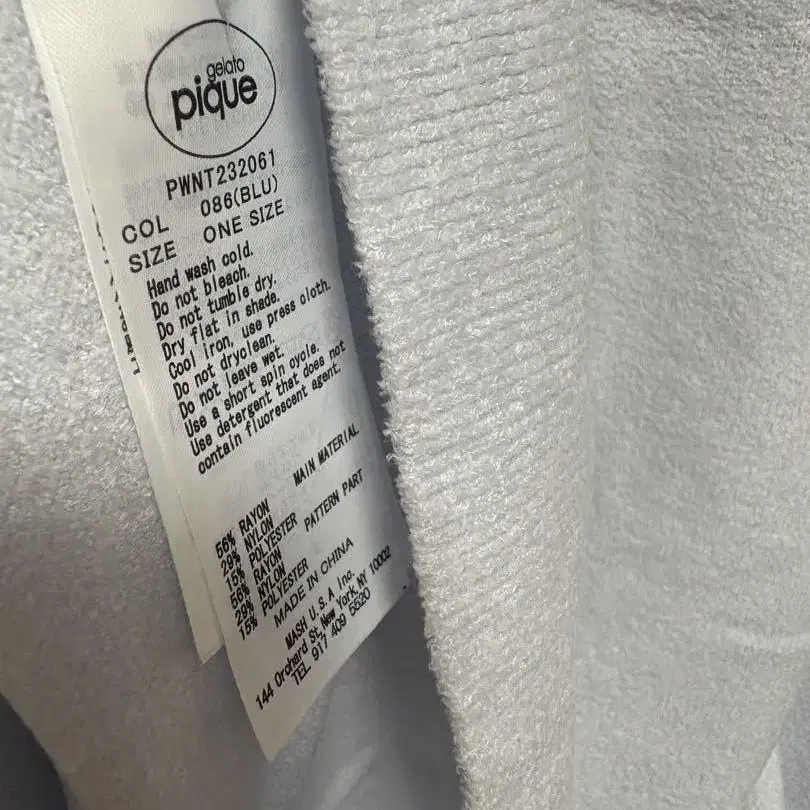 gelato
pique
PWNT232061
COL 086(BLU)
SIZE ONE SIZE
Hand wash cold.
Do not bleach.
Do not tumble dry.
Dry flat in shade.
Cool iron, use press cloth.
Do not dryclean.
Do not leave wet.
Use a short spin cycle.
Use detergent that does not
contain fluorescent agent.
MAIN MATERIAL
56% RAYON
29% NYLON
15% POLYESTER
PATTERN PART
56% RAYON
29% NYLON
15% POLYESTER
MADE IN CHINA
MASH U.S.A Inc.
144 Orchard St, New York, NY 10002
TEL 917 409 5520